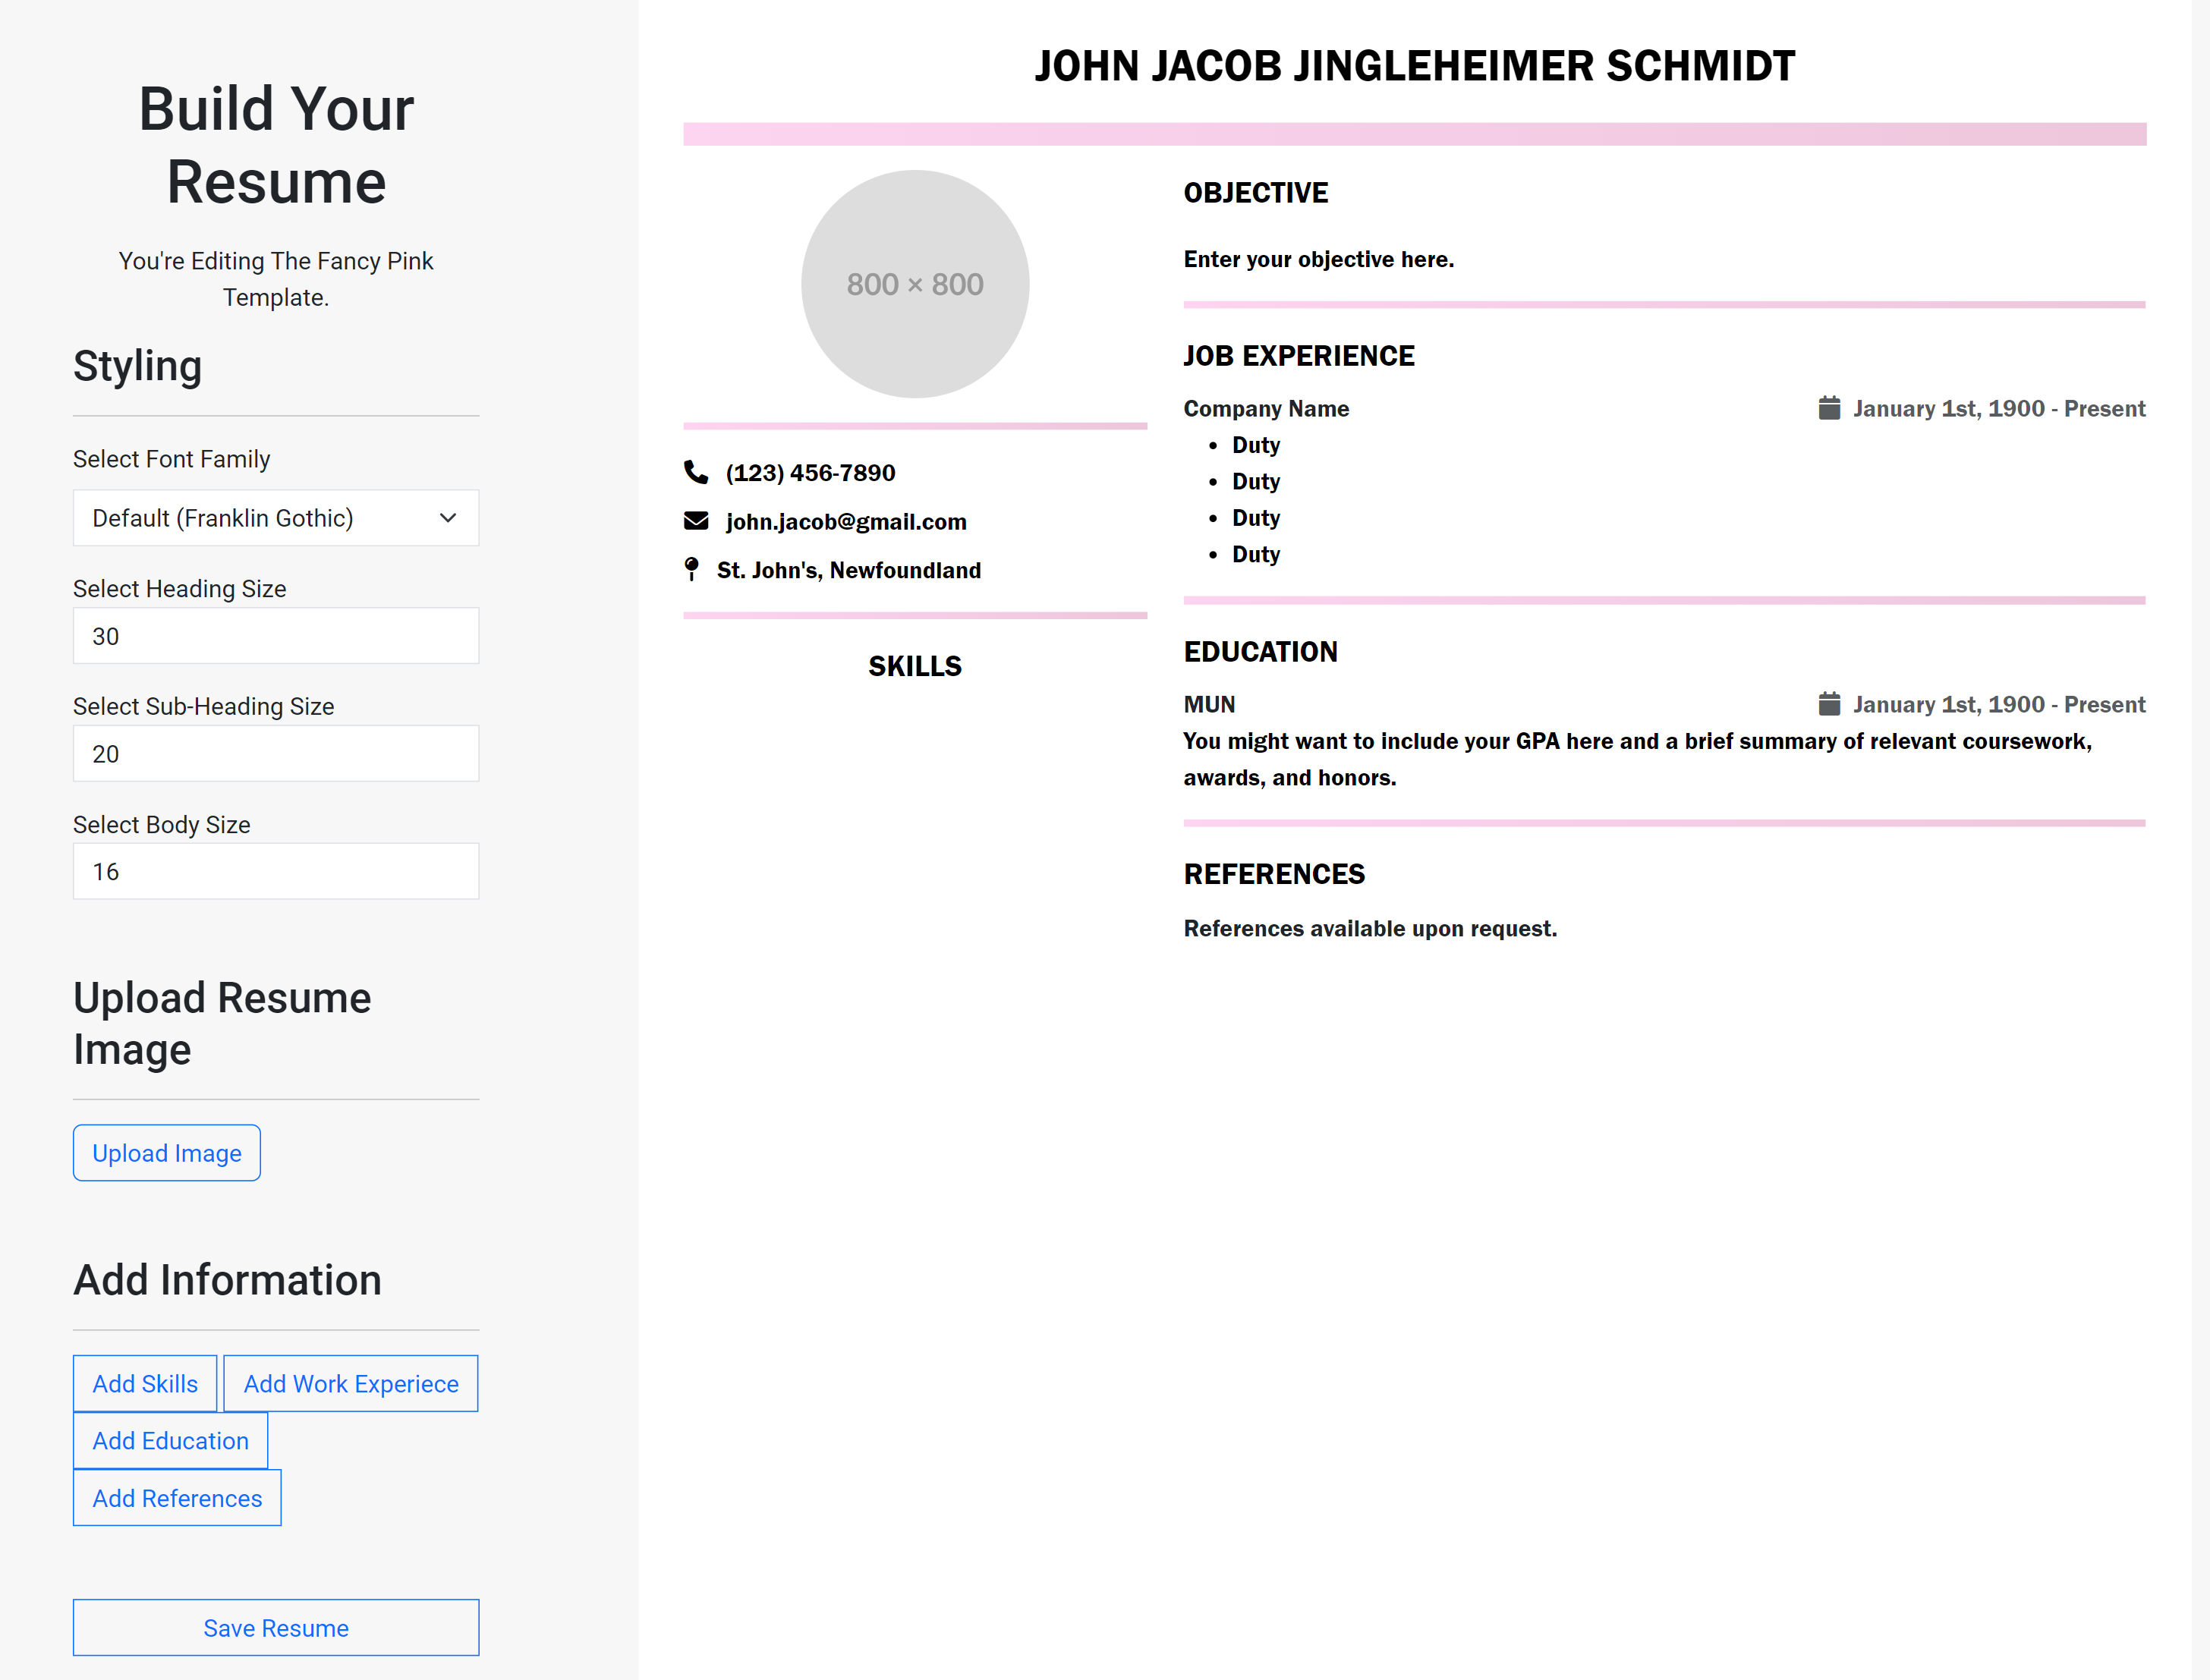 Build Your
Resume
You're Editing The Fancy Pink
Template.
Styling
Select Font Family
Default (Franklin Gothic)
Select Heading Size
30
Select Sub-Heading Size
20
Select Body Size
16
Upload Resume
Image
Upload Image
Add Information
Add Skills
Add Work Experiece
Add Education
Add References
Save Resume
JOHN JACOB JINGLEHEIMER SCHMIDT
800 × 800
(123) 456-7890
john.jacob@gmail.com
St. John's, Newfoundland
SKILLS
OBJECTIVE
Enter your objective here.
JOB EXPERIENCE
Company Name
January 1st, 1900 - Present
• Duty
• Duty
• Duty
• Duty
EDUCATION
MUN
January 1st, 1900 - Present
You might want to include your GPA here and a brief summary of relevant coursework,
awards, and honors.
REFERENCES
References available upon request.